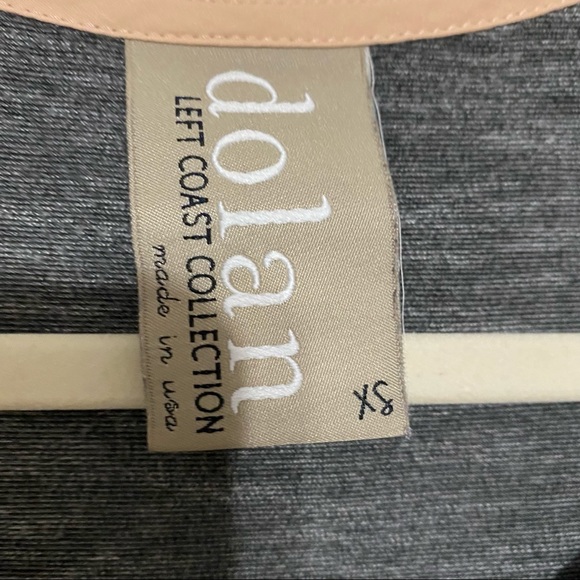 dolan
LEFT COAST COLLECTION
made in usa
xs